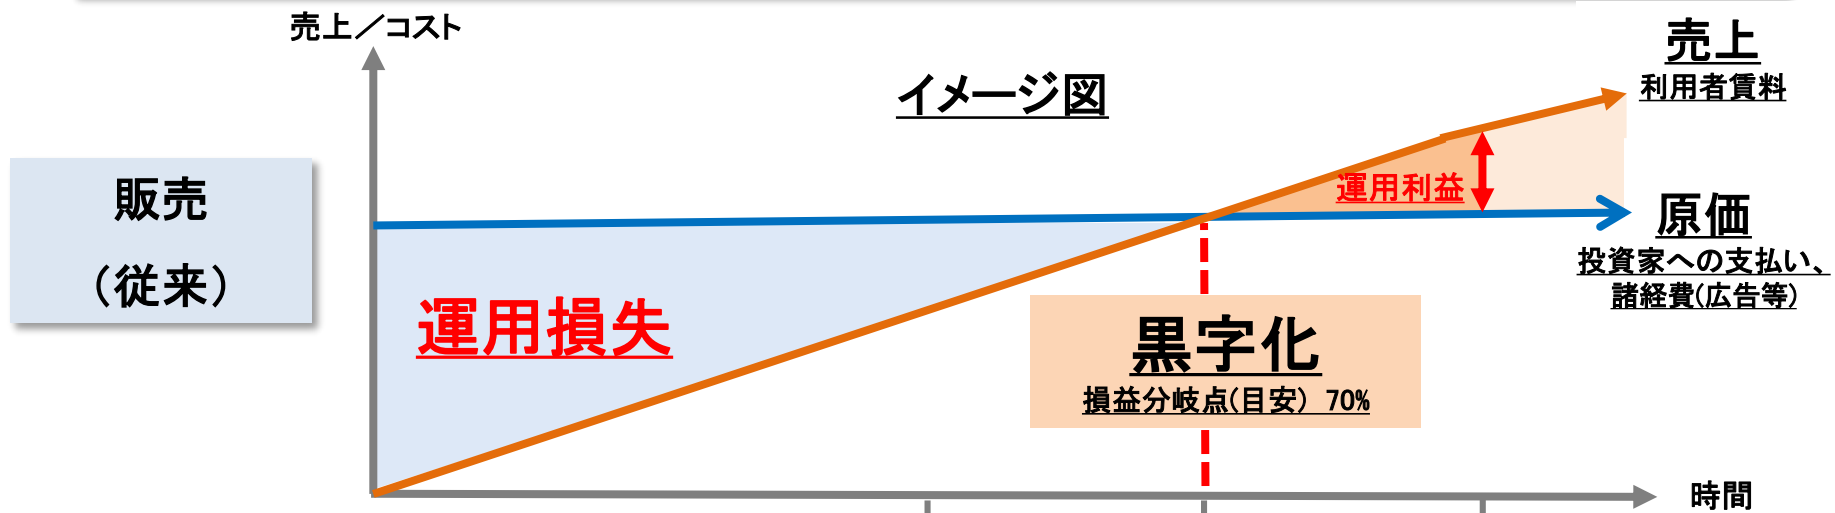 売上／コスト
イメージ図
売上
利用者賃料
販売
（従来）
運用利益
原価
投資家への支払い、
諸経費(広告等)
運用損失
黒字化
損益分岐点(目安) 70%
時間